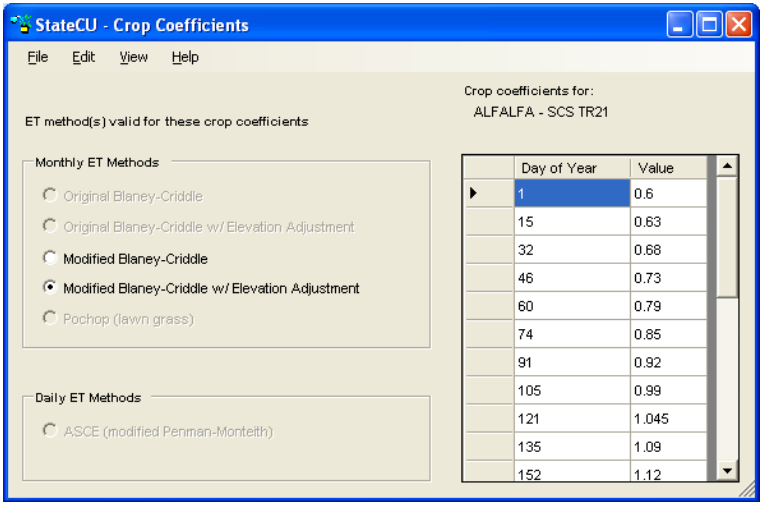 StateCU - Crop Coefficients
File Edit View Help
Crop coefficients for:
ALFALFA - SCS TR21
ET method(s) valid for these crop coefficients
Monthly ET Methods
Original Blaney-Criddle
Original Blaney-Criddle w/ Elevation Adjustment
Modified Blaney-Criddle
Modified Blaney-Criddle w/ Elevation Adjustment
Pochop (lawn grass)
Daily ET Methods
ASCE (modified Penman-Monteith)
Day of Year Value
1 0.6
15 0.63
32 0.68
46 0.73
60 0.79
74 0.85
91 0.92
105 0.99
121 1.045
135 1.09
152 1.12